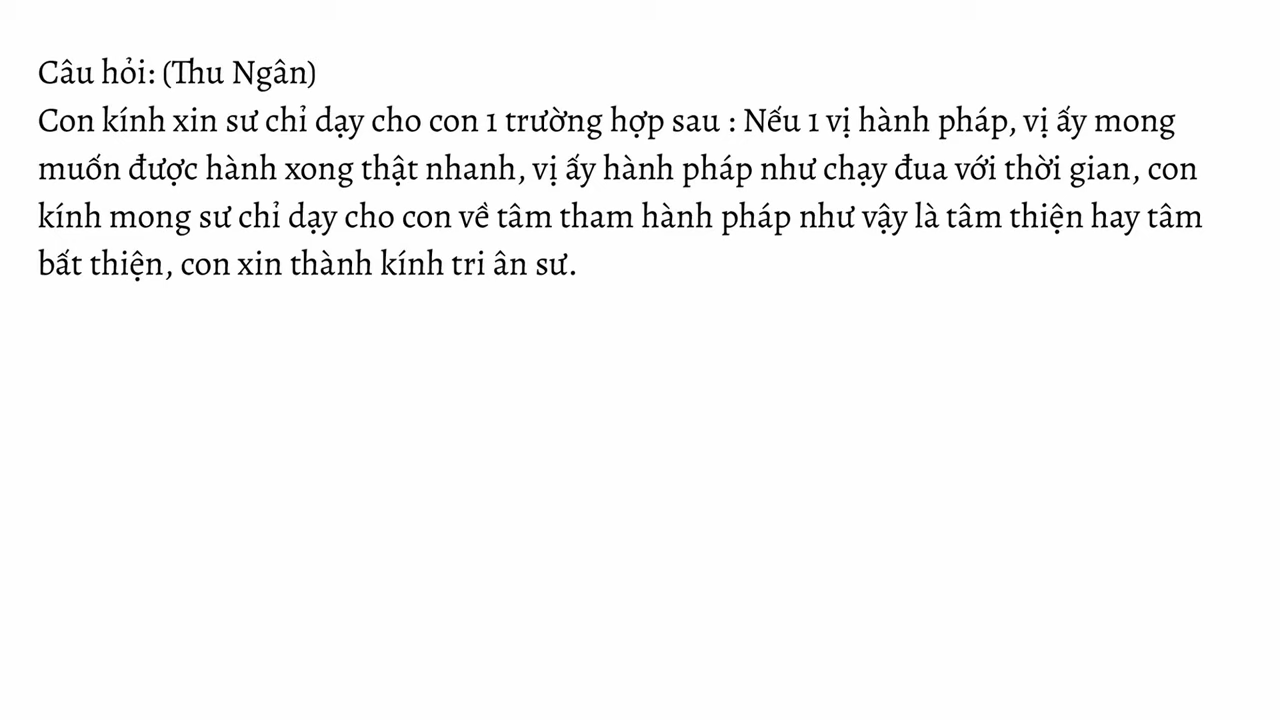 Câu hỏi: (Thu Ngân)
Con kính xin sư chỉ dạy cho con 1 trường hợp sau : Nếu 1 vị hành pháp, vị ấy mong
muốn được hành xong thật nhanh, vị ấy hành pháp như chạy đua với thời gian, con
kính mong sư chỉ dạy cho con về tâm tham hành pháp như vậy là tâm thiện hay tâm
bất thiện, con xin thành kính tri ân sư.